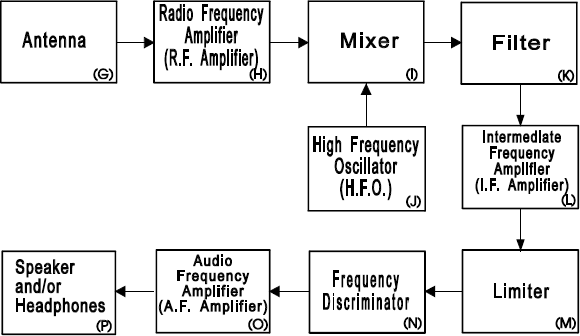 Antenna
(G)
Radio Frequency
Amplifier
(R.F. Amplifier)
(H)
Mixer
(I)
Filter
(K)
High Frequency
Oscillator
(H.F.O.)
(J)
Intermediate
Frequency
Amplifier
(I.F. Amplifier)
(L)
Speaker
and/or
Headphones
(P)
Audio
Frequency
Amplifier
(A.F. Amplifier)
(O)
Frequency
Discriminator
(N)
Limiter
(M)